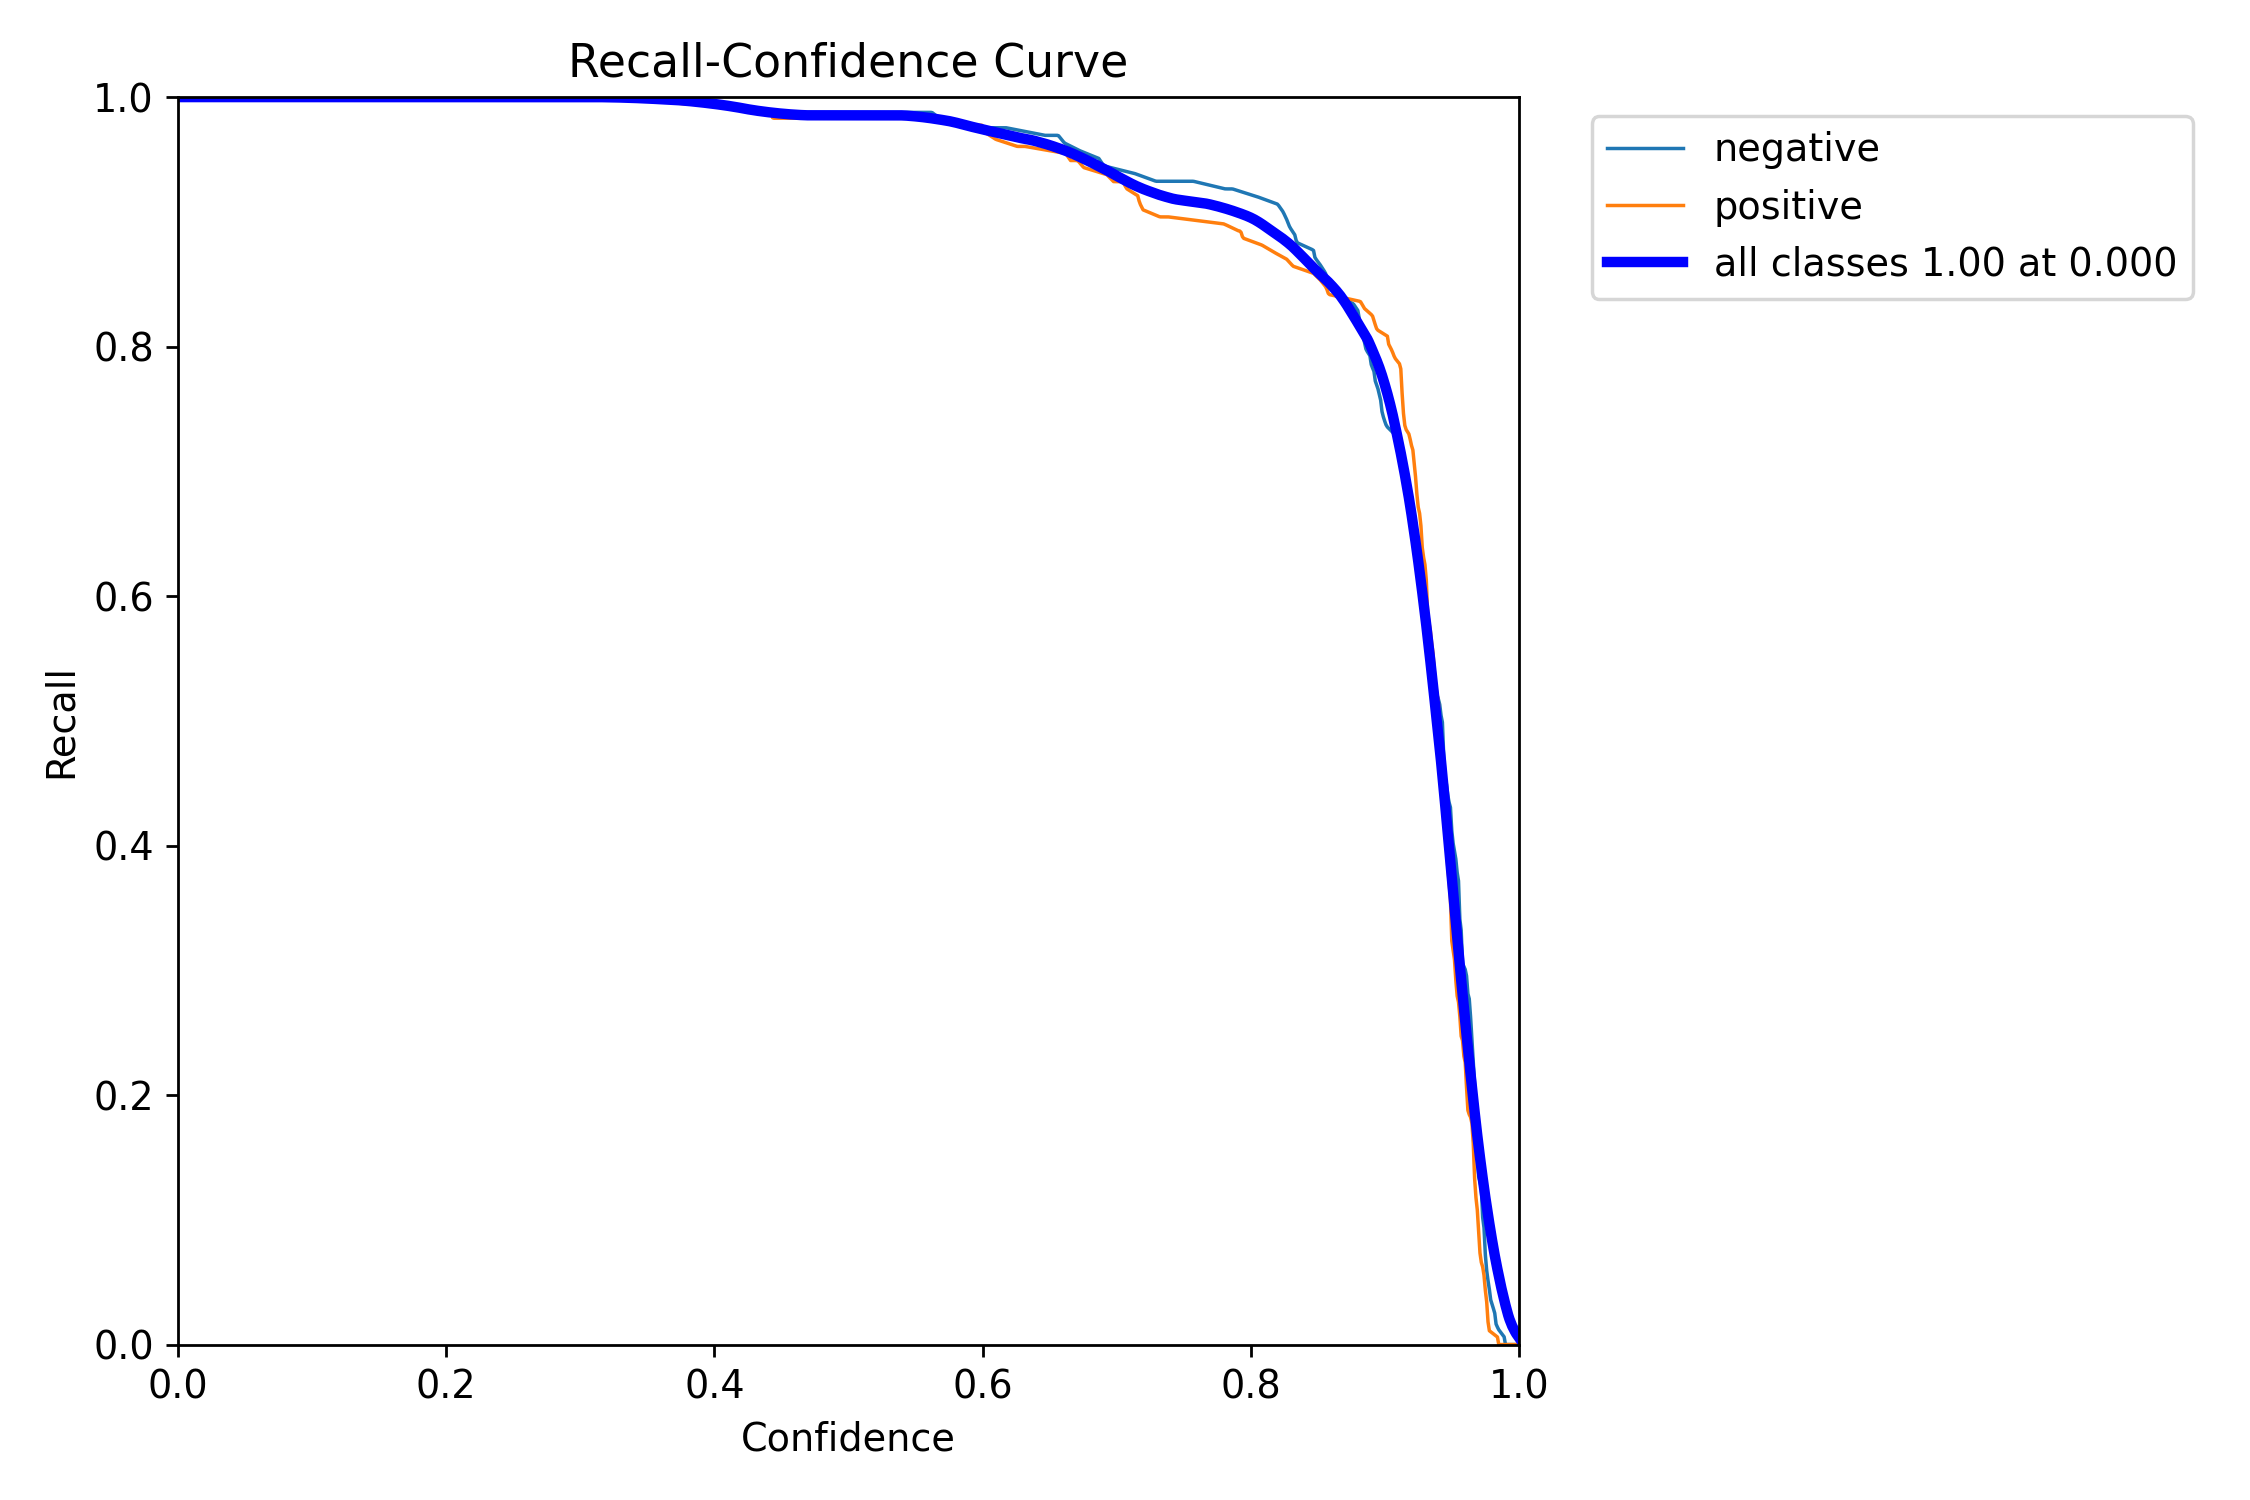 Recall-Confidence Curve
1.0
0.8
0.6
0.4
0.2
0.0
Recall
0.0 0.2 0.4 0.6 0.8 1.0
Confidence
negative
positive
all classes 1.00 at 0.000